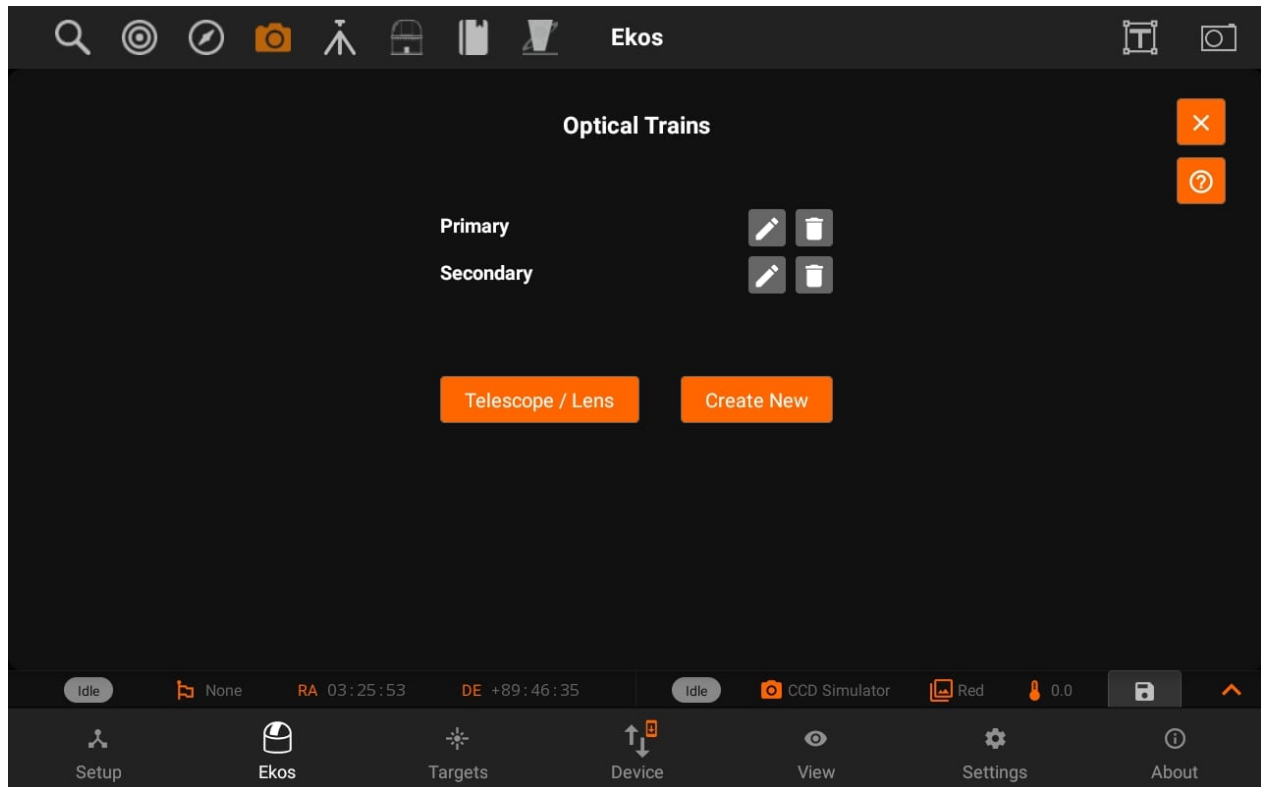 Ekos
Optical Trains
Primary
Secondary
Telescope / Lens
Create New
Idle None RA 03:25:53 DE +89:46:35 Idle CCD Simulator Red 0.0
Setup Ekos Targets Device View Settings About